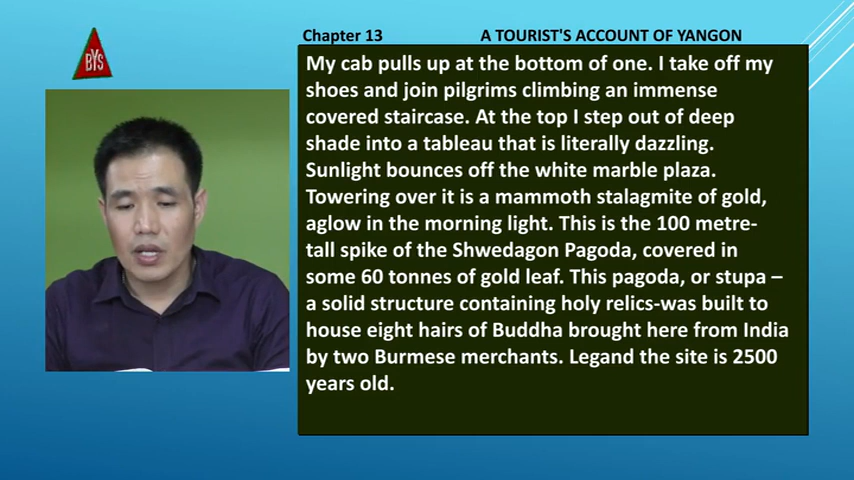 BYS
Chapter 13 A TOURIST'S ACCOUNT OF YANGON
My cab pulls up at the bottom of one. I take off my
shoes and join pilgrims climbing an immense
covered staircase. At the top I step out of deep
shade into a tableau that is literally dazzling.
Sunlight bounces off the white marble plaza.
Towering over it is a mammoth stalagmite of gold,
aglow in the morning light. This is the 100 metre-
tall spike of the Shwedagon Pagoda, covered in
some 60 tonnes of gold leaf. This pagoda, or stupa –
a solid structure containing holy relics-was built to
house eight hairs of Buddha brought here from India
by two Burmese merchants. Legand the site is 2500
years old.